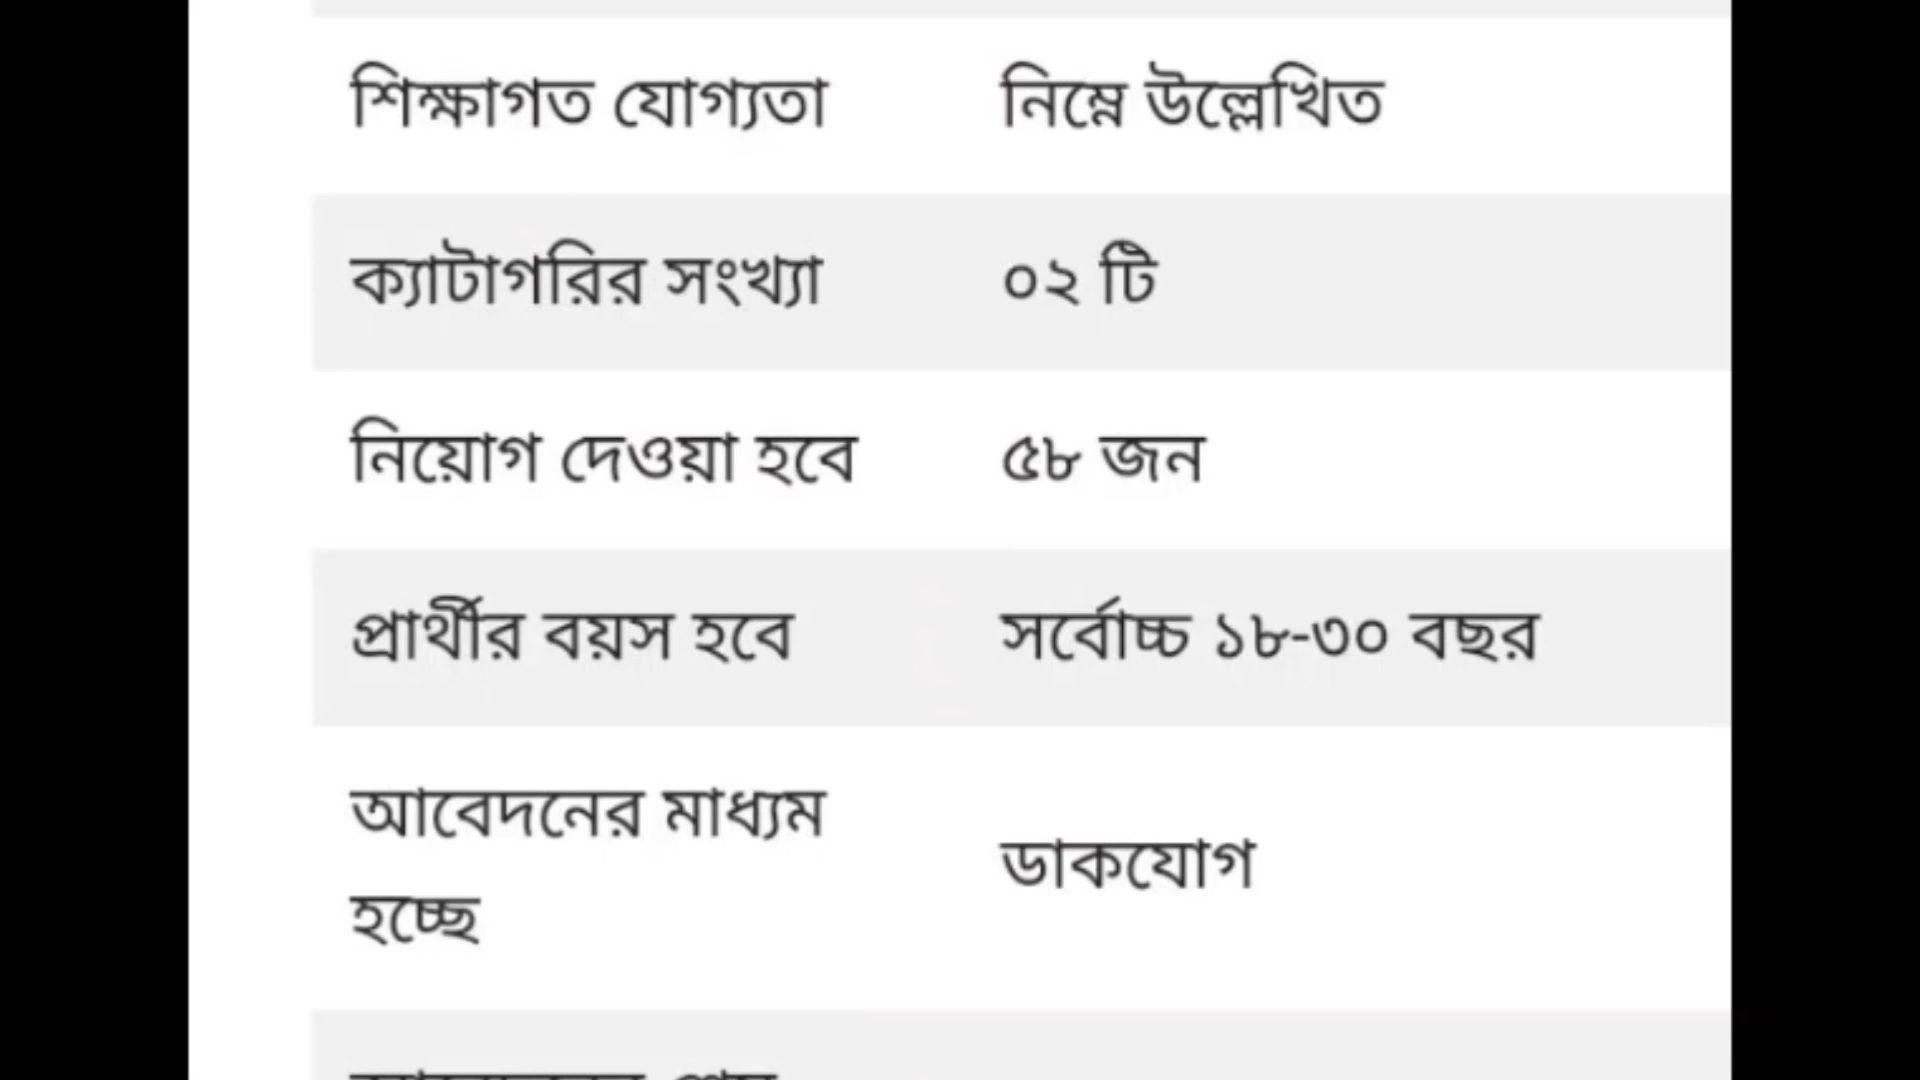 শিক্ষাগত যোগ্যতা নিম্নে উল্লেখিত
ক্যাটাগরির সংখ্যা ০২ টি
নিয়োগ দেওয়া হবে ৫৮ জন
প্রার্থীর বয়স হবে সর্বোচ্চ ১৮-৩০ বছর
আবেদনের মাধ্যম
হচ্ছে
ডাকযোগ